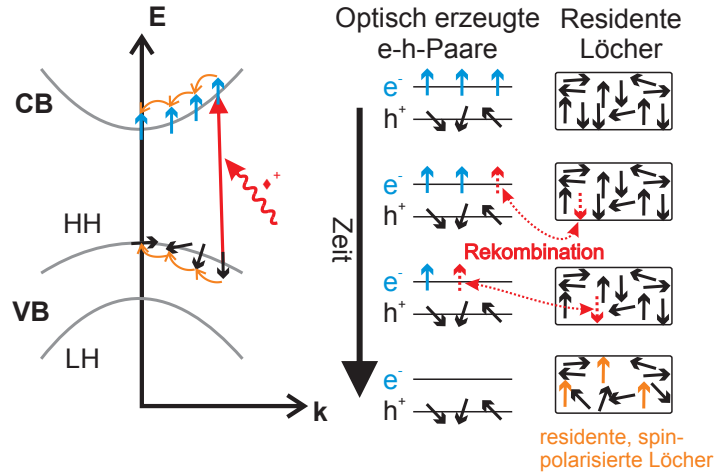 E
CB
HH
VB
LH
k
+
Optisch erzeugte
e-h-Paare
Residente
Löcher
Zeit
e-
h+
e-
h+
Rekombination
e-
h+
e-
h+
residente, spin-
polarisierte Löcher